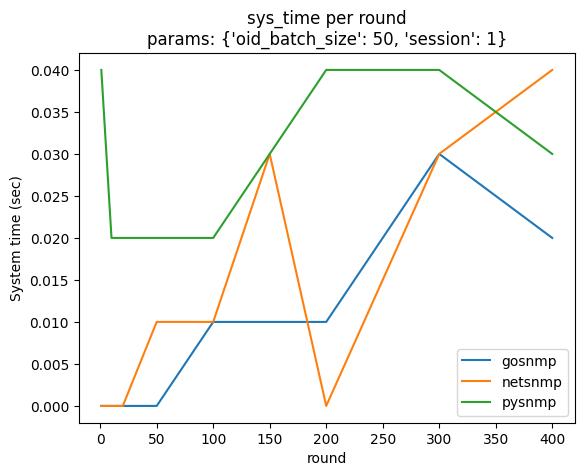 sys_time per round
params: {'oid_batch_size': 50, 'session': 1}
System time (sec)
0.040
0.035
0.030
0.025
0.020
0.015
0.010
0.005
0.000
gosnmp
netsnmp
pysnmp
0 50 100 150 200 250 300 350 400
round